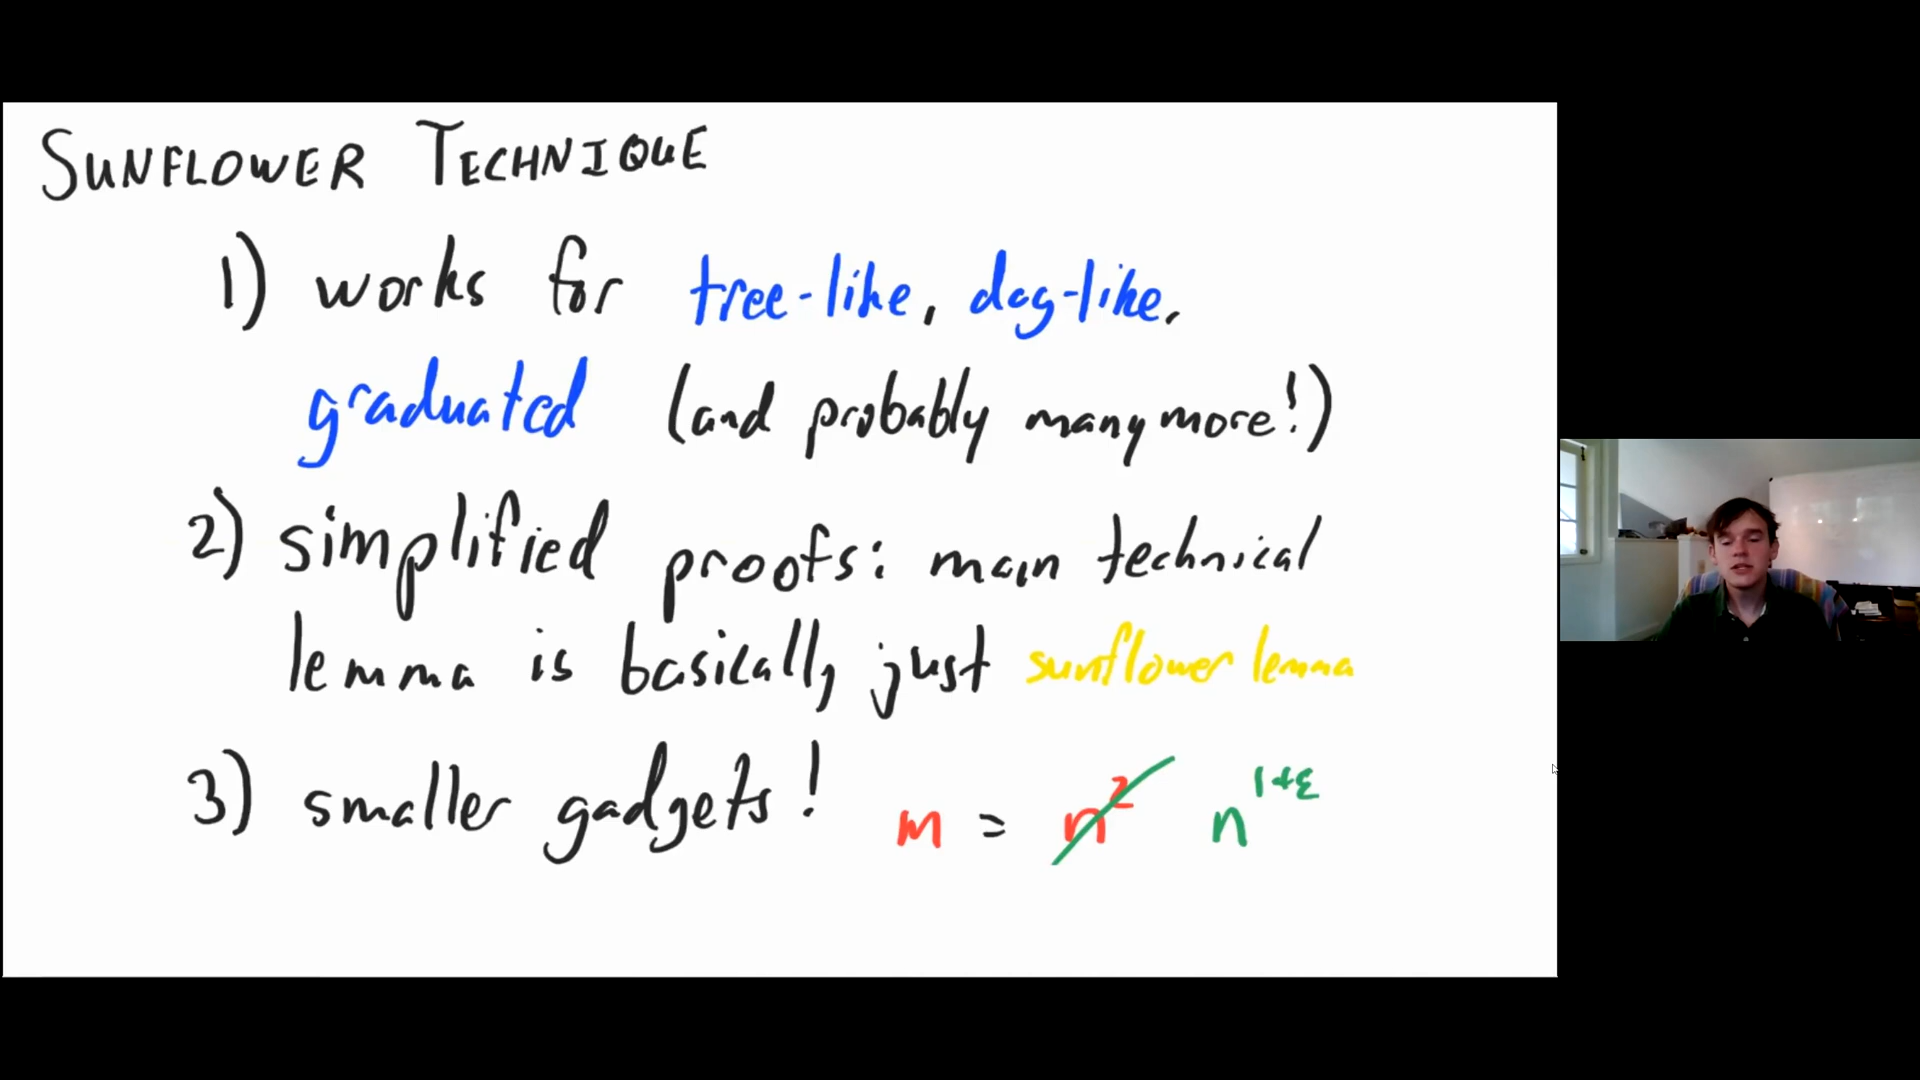 SUNFLOWER TECHNIQUE
1) works for tree-like, dag-like,
graduated (and probably many more!)
2) simplified proofs: main technical
lemma is basically just sunflower lemma
3) smaller gadgets! m = n² n^{1+ε}